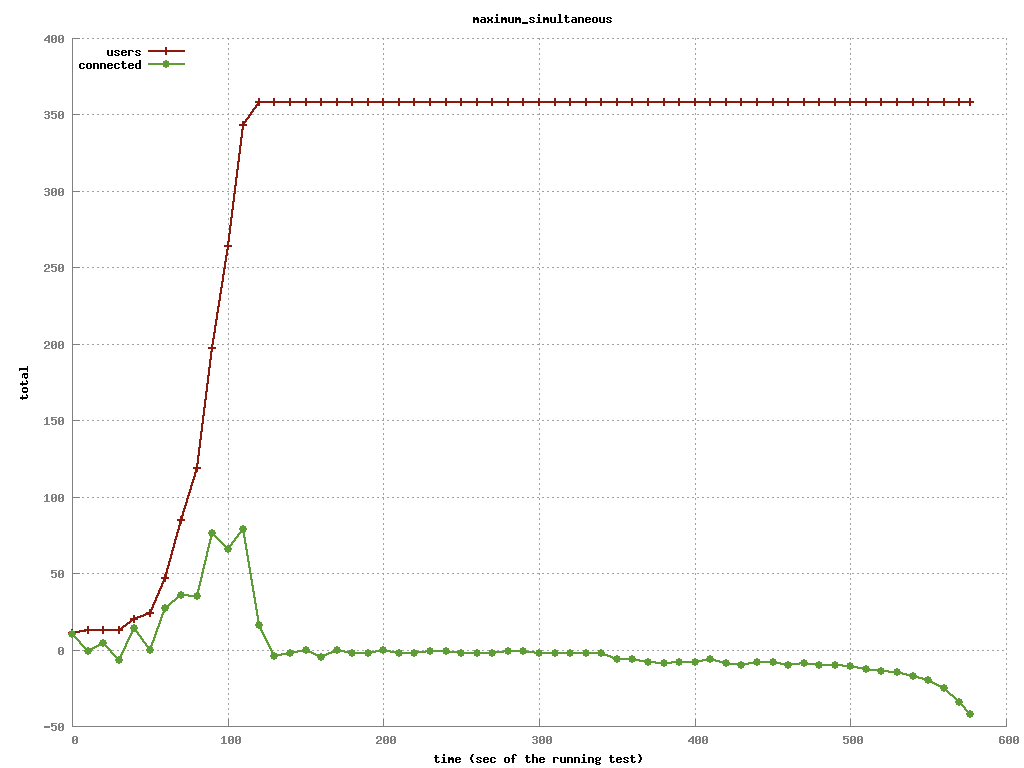 maximum_simultaneous
users
connected
400
350
300
250
200
150
100
50
0
-50
total
0 100 200 300 400 500 600
time (sec of the running test)